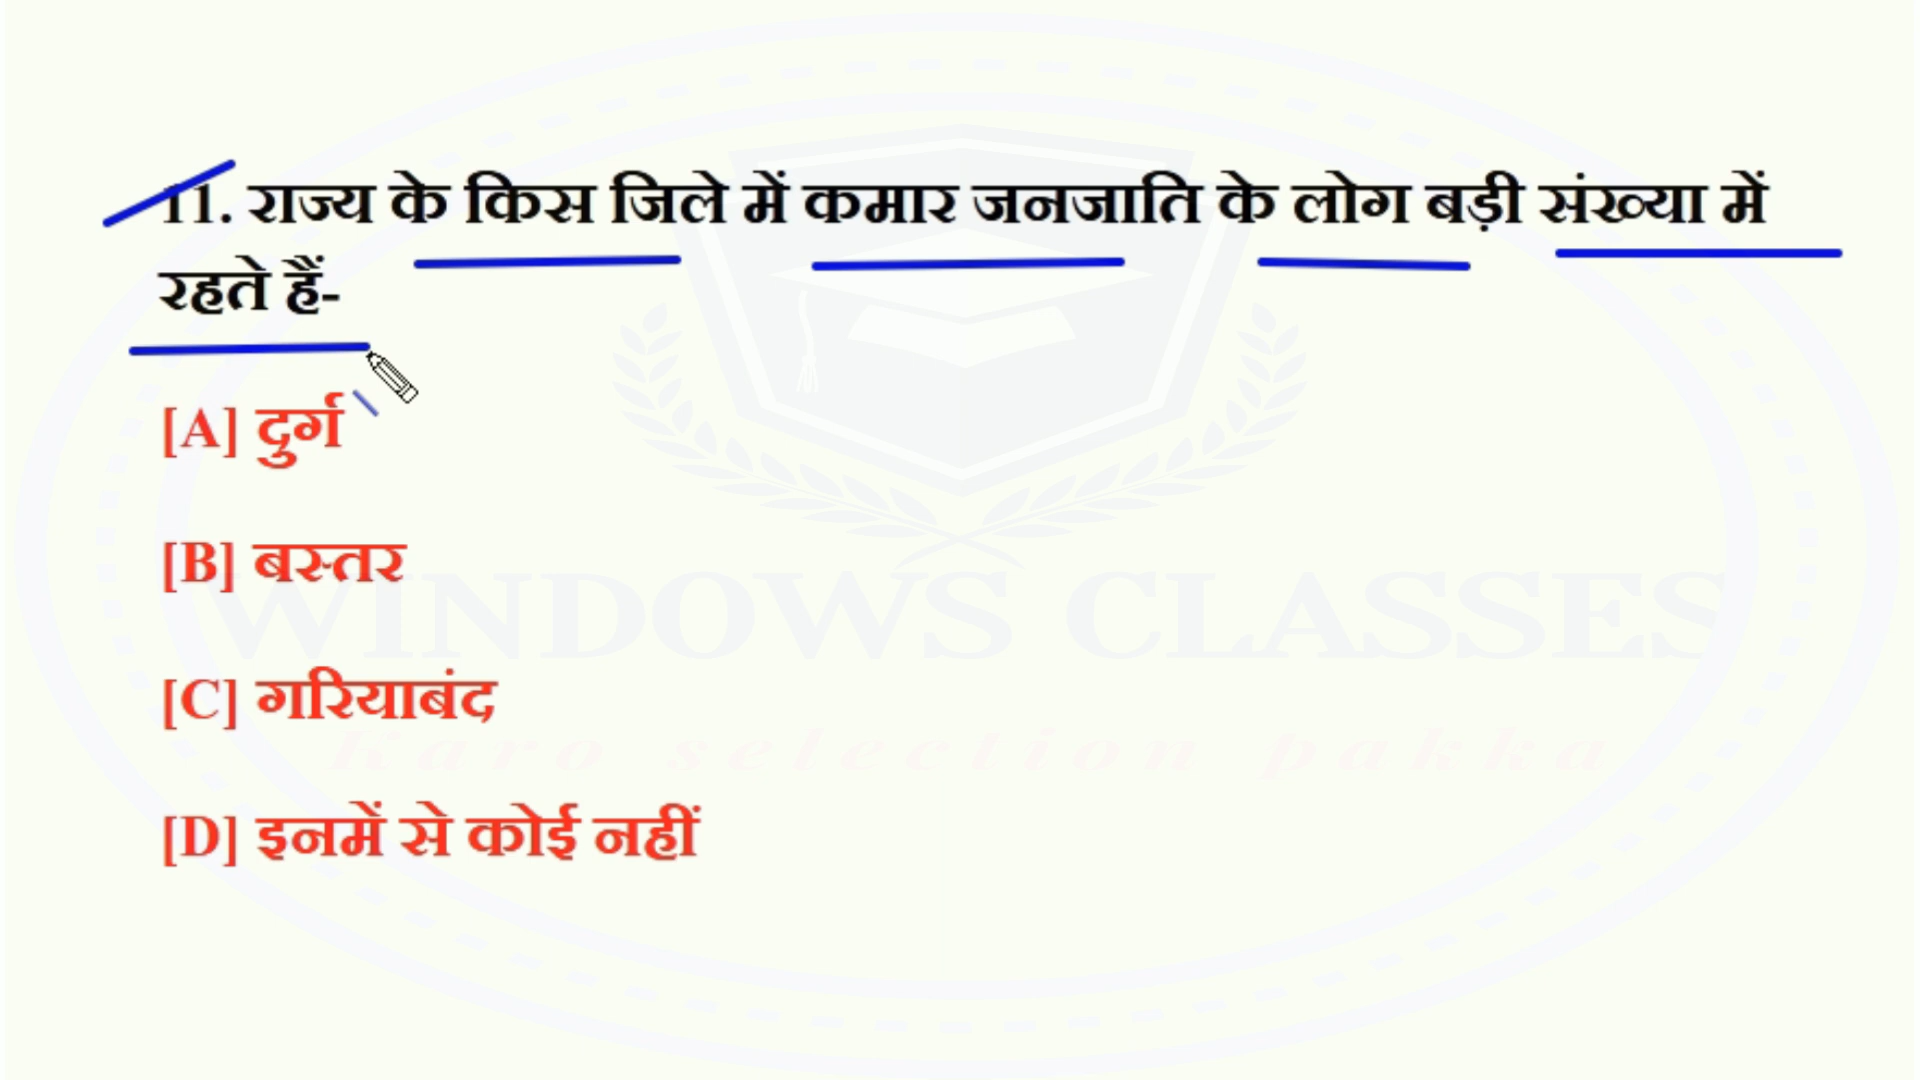 11. राज्य के किस जिले में कमार जनजाति के लोग बड़ी संख्या में
रहते हैं-
[A] दुर्ग
[B] बस्तर
WINDOWS CLASSES
[C] गरियाबंद
Karo selection pakka
[D] इनमें से कोई नहीं